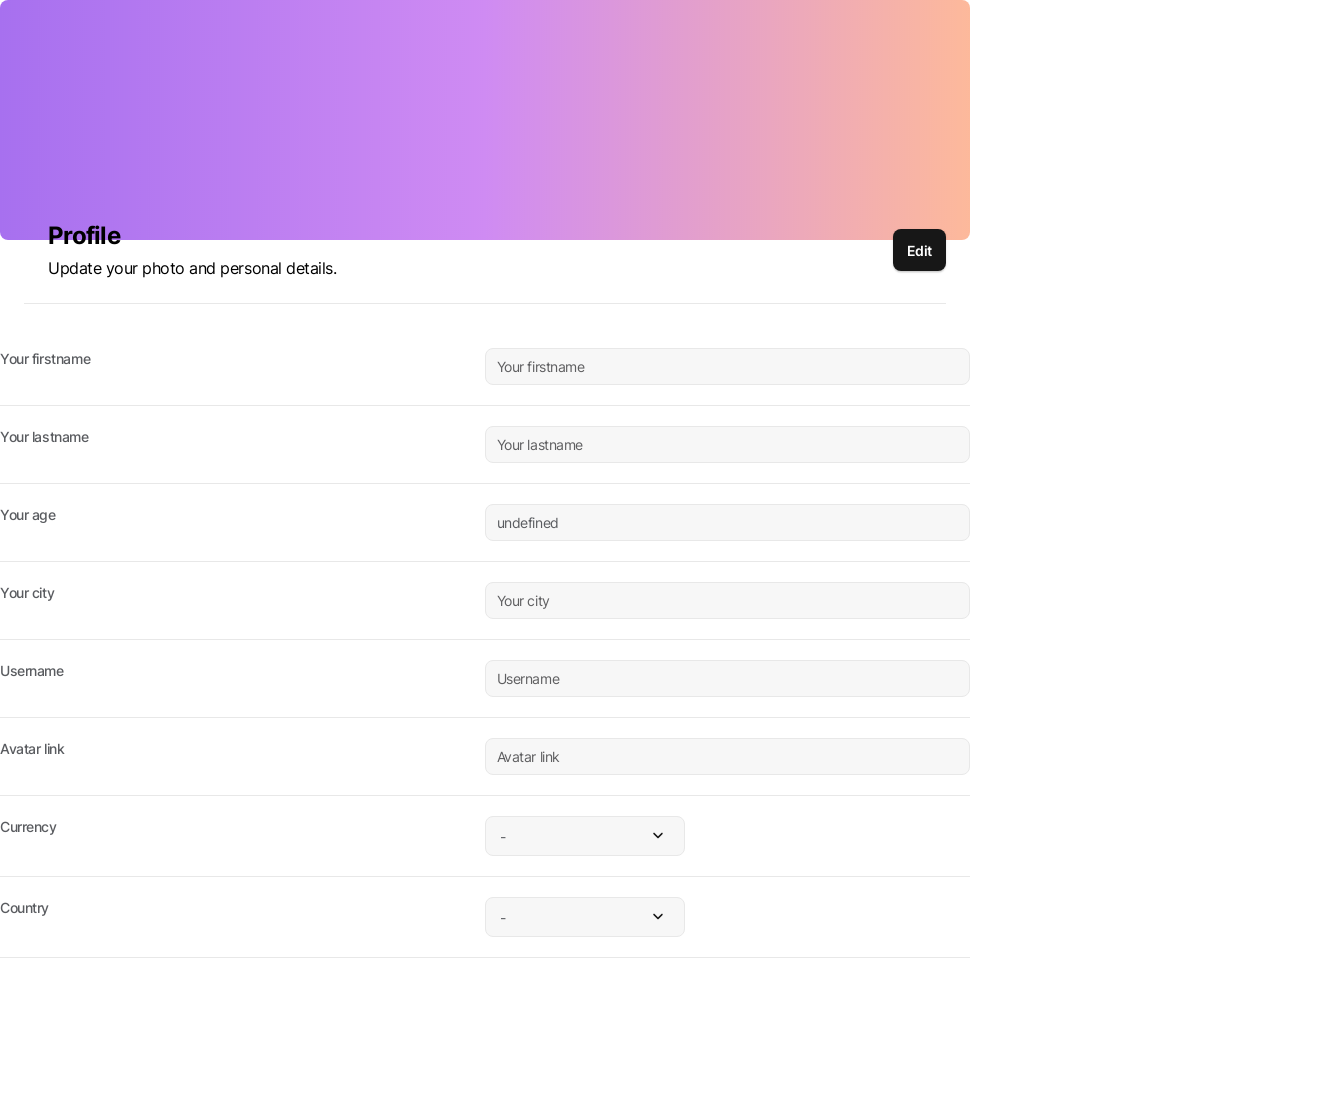 Profile
Update your photo and personal details.
Edit
Your firstname
Your firstname
Your lastname
Your lastname
Your age
undefined
Your city
Your city
Username
Username
Avatar link
Avatar link
Currency
-
Country
-